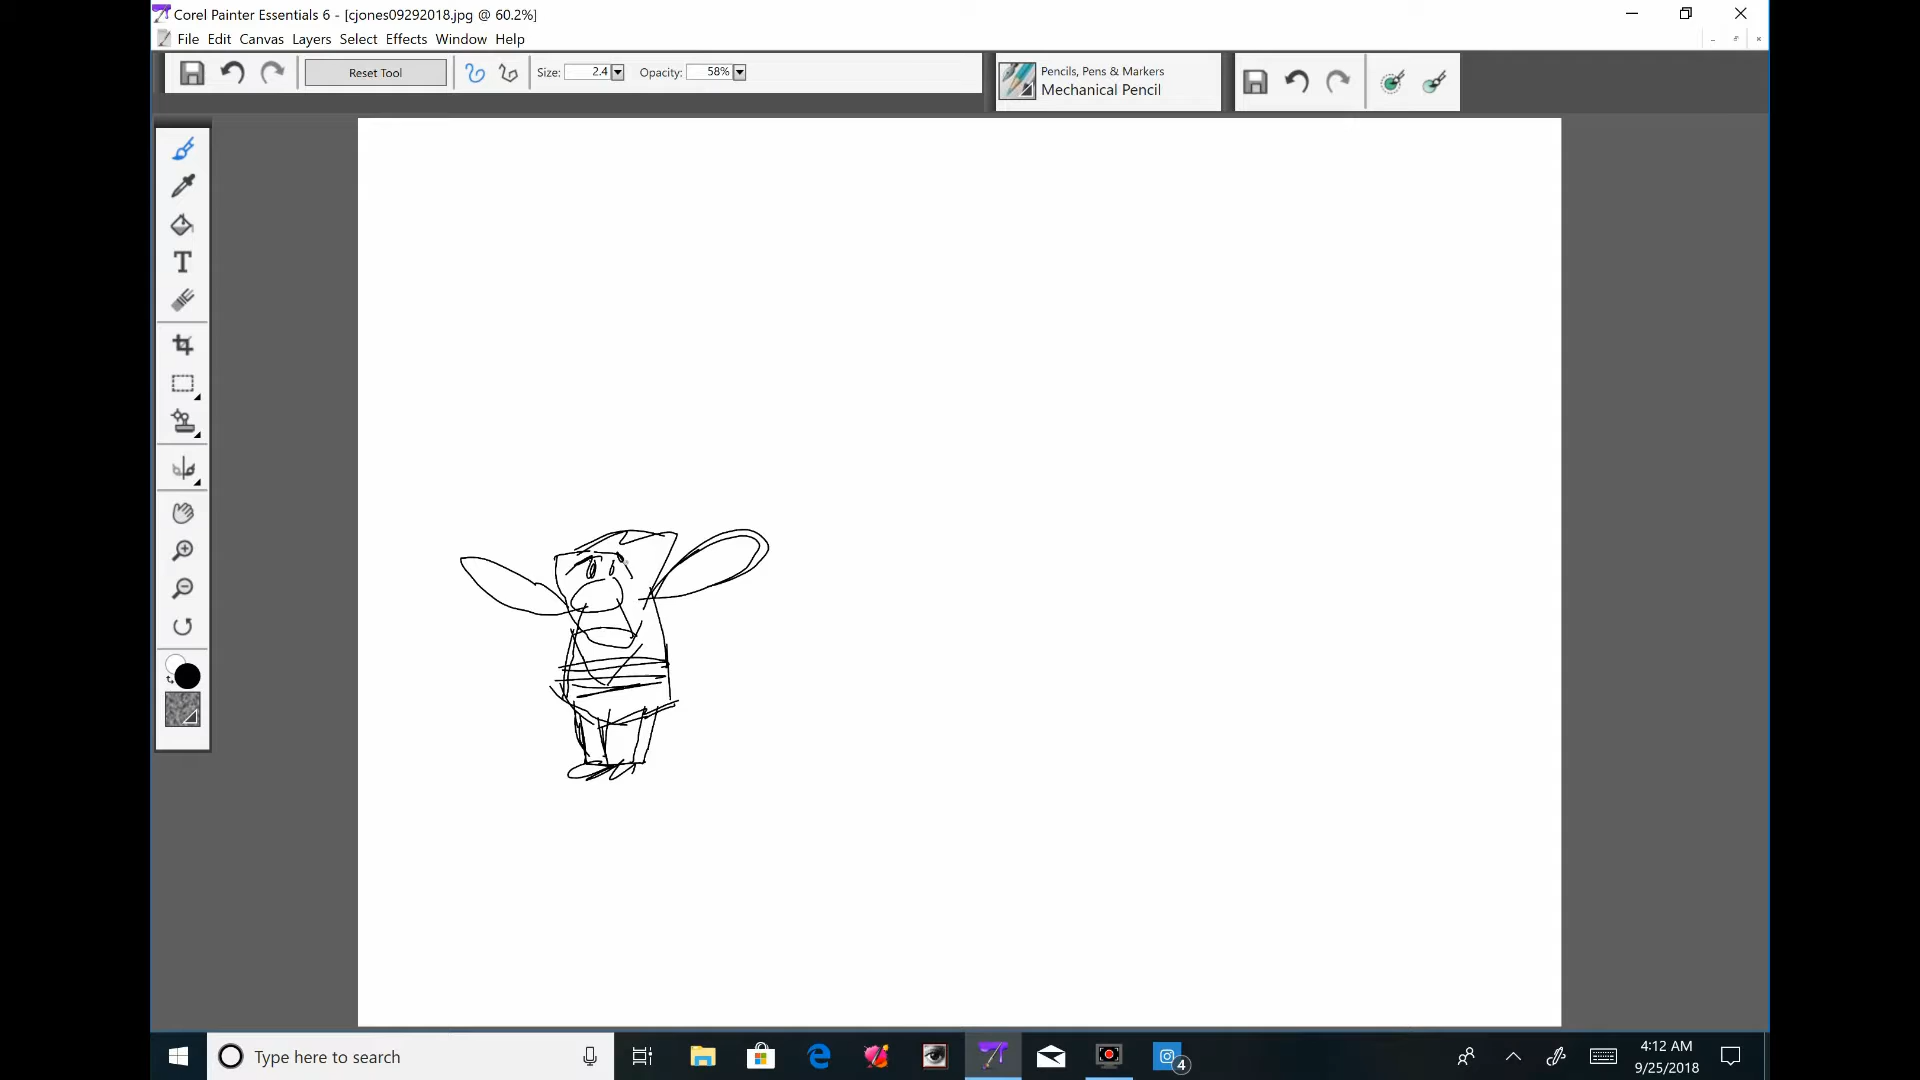 Corel Painter Essentials 6 - [cjones09292018.jpg @ 60.2%]
File Edit Canvas Layers Select Effects Window Help
Reset Tool Size: 2.4 Opacity: 58%
Pencils, Pens & Markers
Mechanical Pencil
T
Type here to search
4
4:12 AM
9/25/2018